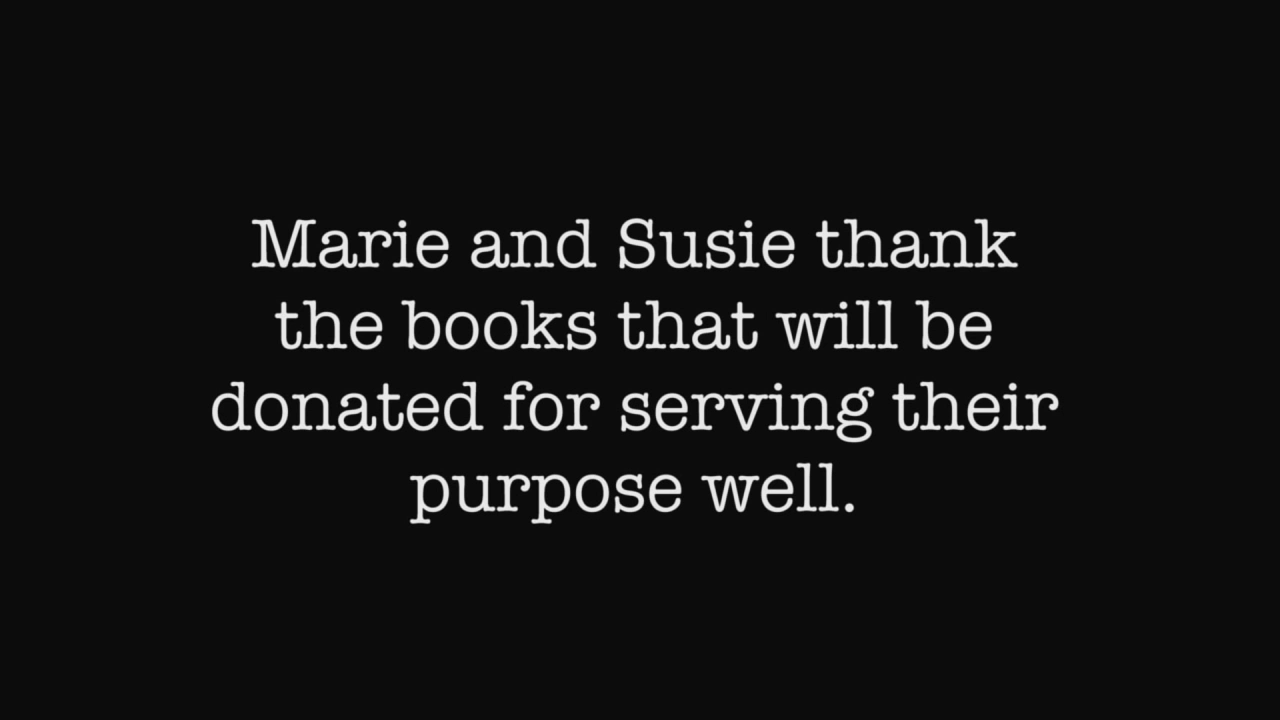 Marie and Susie thank
the books that will be
donated for serving their
purpose well.